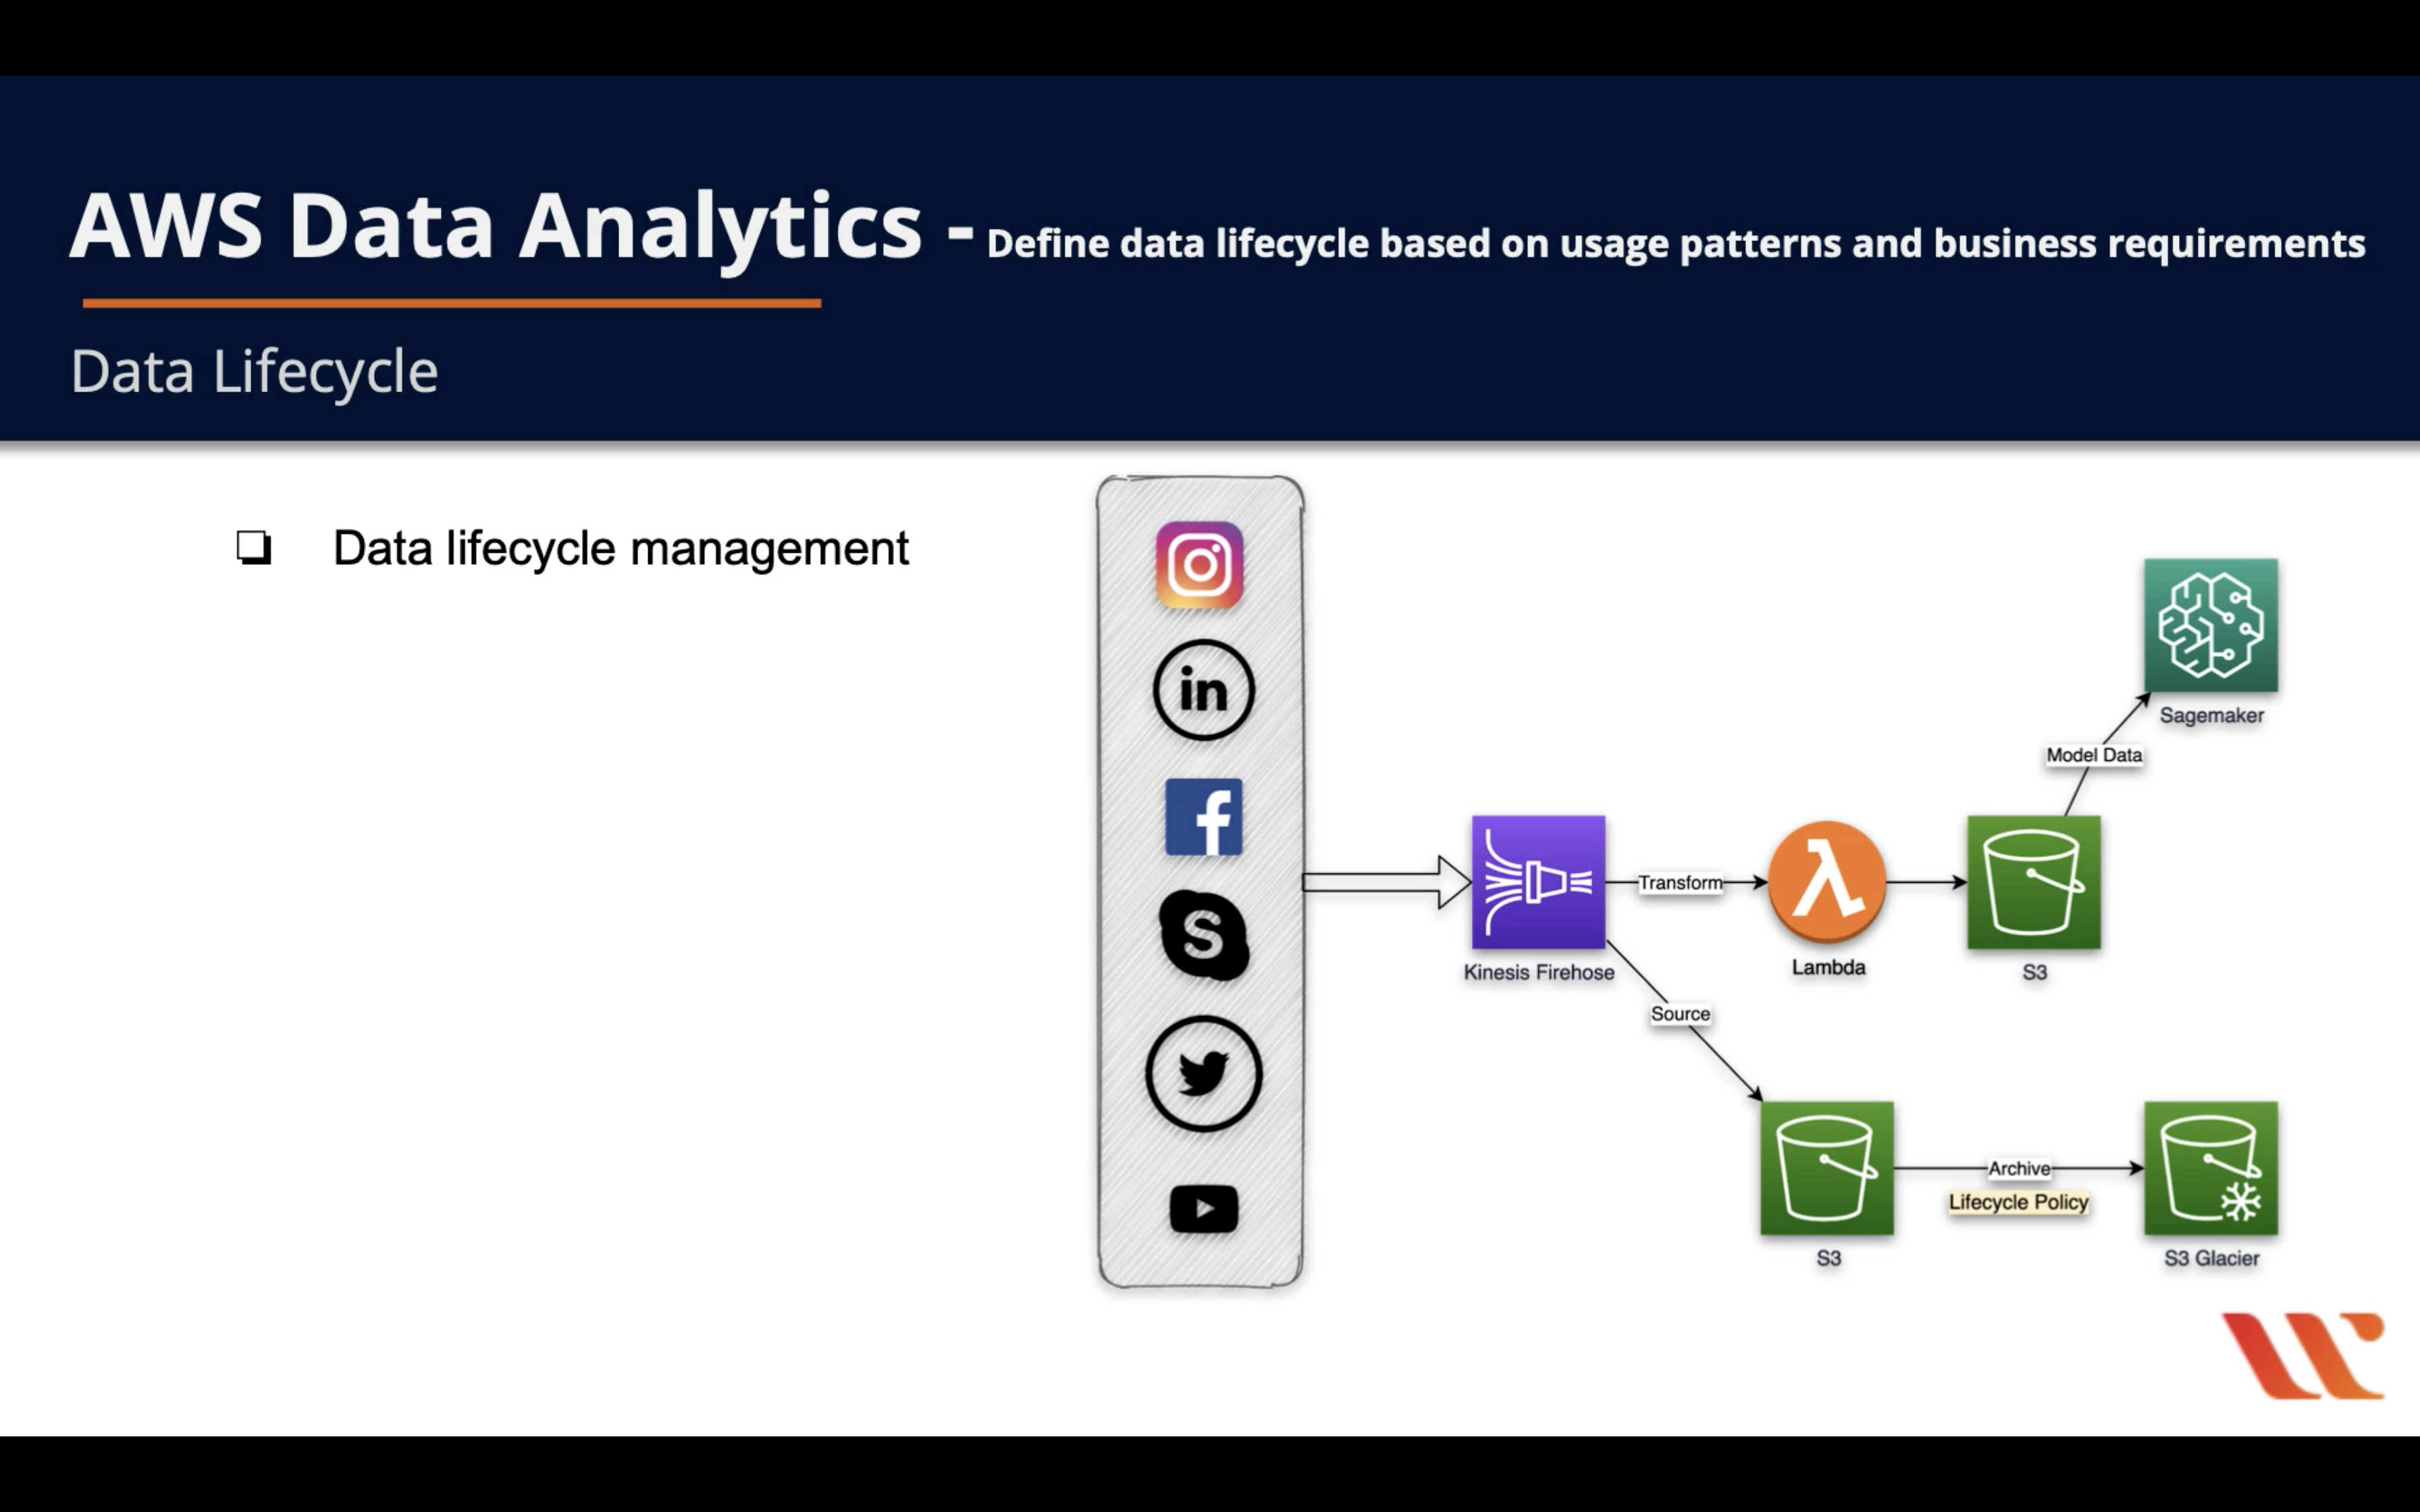 AWS Data Analytics - Define data lifecycle based on usage patterns and business requirements
Data Lifecycle
Data lifecycle management
in
f
S
Sagemaker
Model Data
Transform
Kinesis Firehose
Lambda
S3
Source
Archive
Lifecycle Policy
S3
S3 Glacier